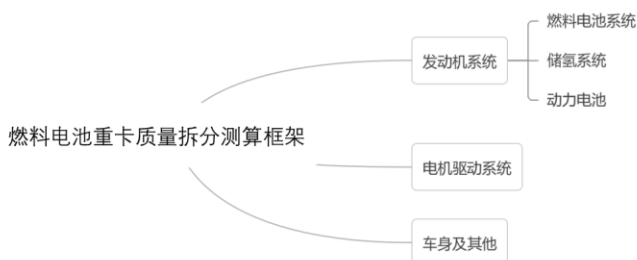 燃料电池重卡质量拆分测算框架
发动机系统
燃料电池系统
储氢系统
动力电池
电机驱动系统
车身及其他